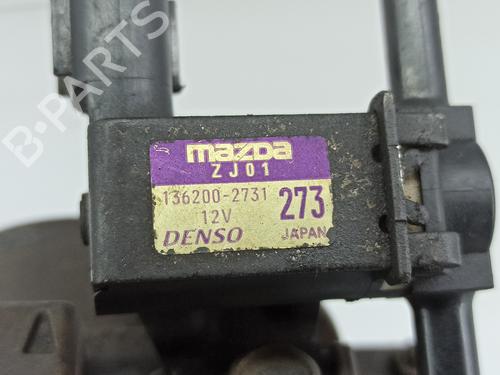 B-PARTS
mazda
ZJ01
136200-2731 273
12V
DENSO JAPAN